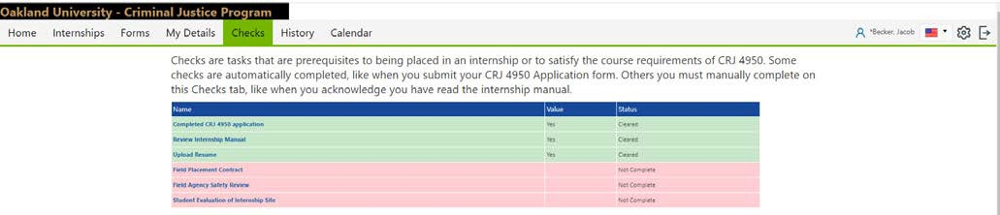 Oakland University - Criminal Justice Program
Home Internships Forms My Details Checks History Calendar *Becker, Jacob
Checks are tasks that are prerequisites to being placed in an internship or to satisfy the course requirements of CRJ 4950. Some
checks are automatically completed, like when you submit your CRJ 4950 Application form. Others you must manually complete on
this Checks tab, like when you acknowledge you have read the internship manual.
Name Value Status
Completed CRJ 4950 application Yes Cleared
Review Internship Manual Yes Cleared
Upload Resume Yes Cleared
Field Placement Contract Not Complete
Field Agency Safety Review Not Complete
Student Evaluation of Internship Site Not Complete